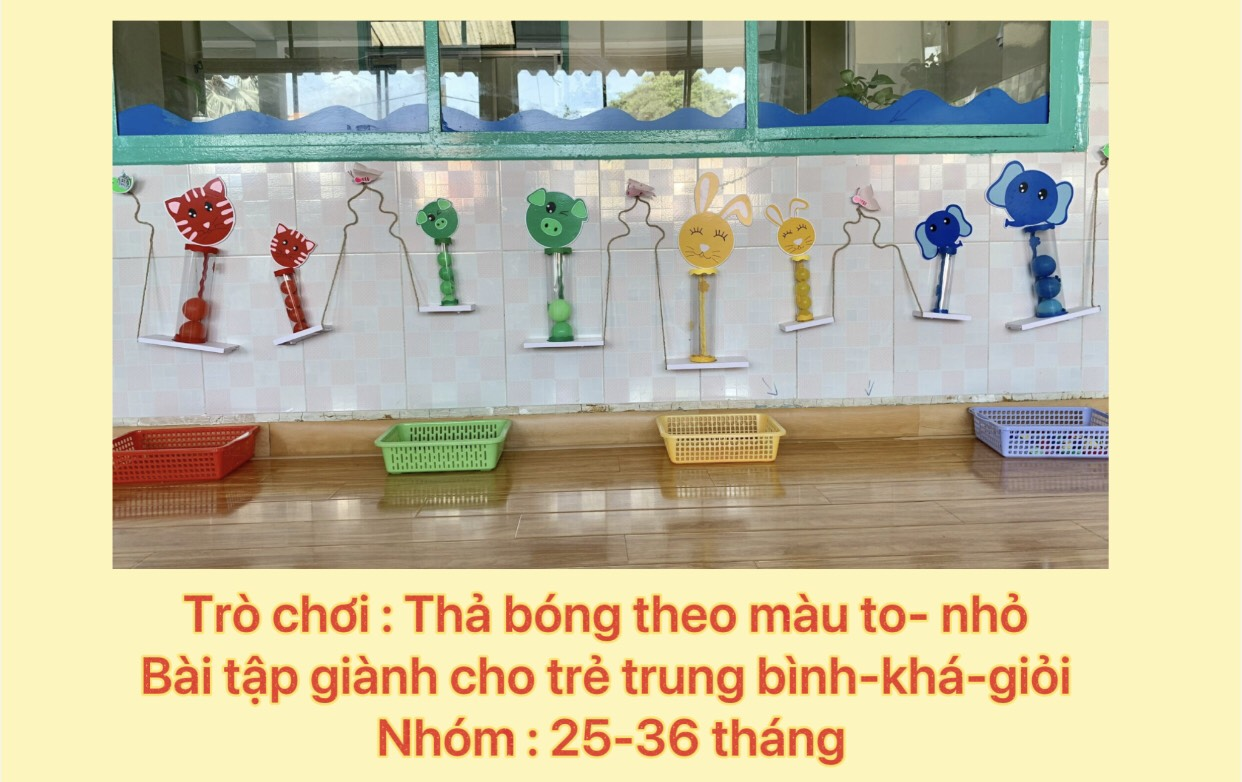 Trò chơi : Thả bóng theo màu to- nhỏ
Bài tập giành cho trẻ trung bình-khá-giỏi
Nhóm : 25-36 tháng